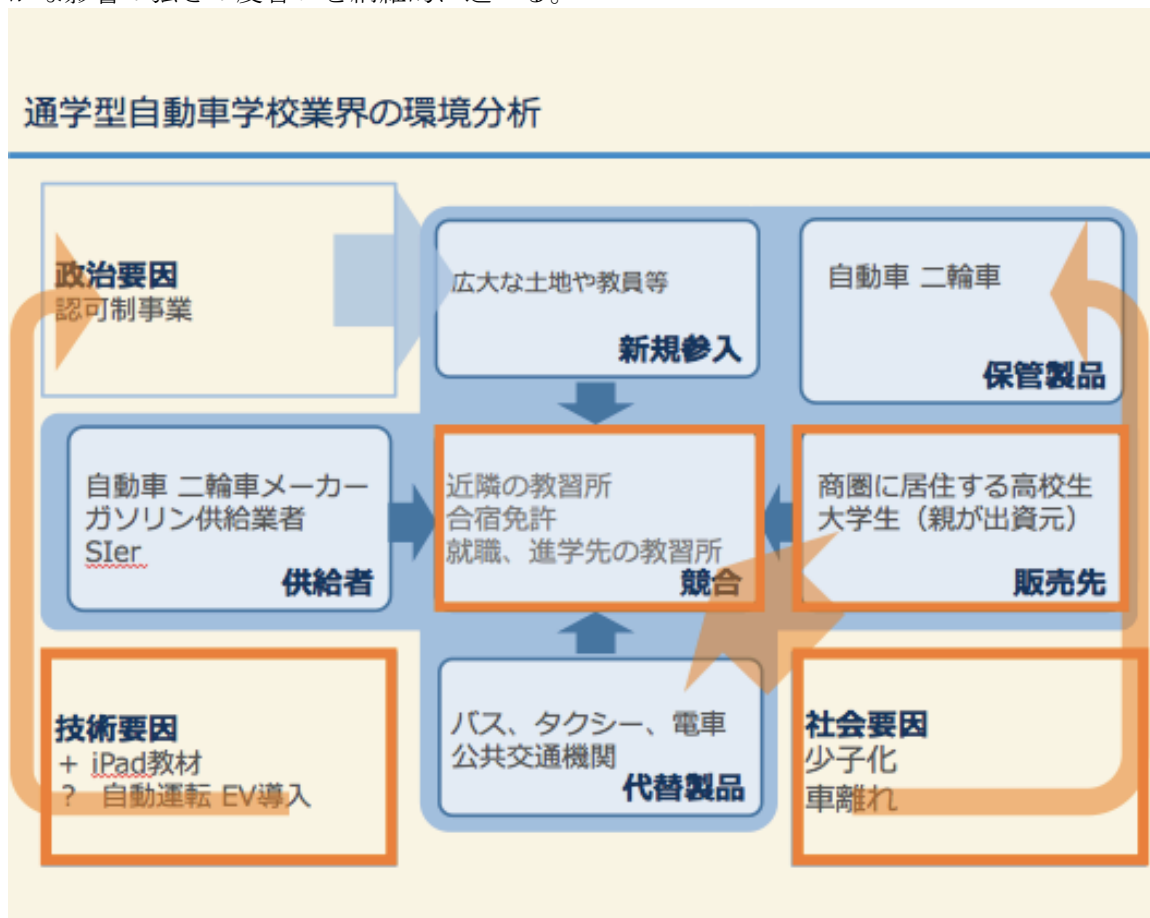 通学型自動車学校業界の環境分析
政治要因
認可制事業
広大な土地や教員等
新規参入
自動車 二輪車
保管製品
自動車 二輪車メーカー
ガソリン供給業者
SIer
供給者
近隣の教習所
合宿免許
就職、進学先の教習所
競合
商圏に居住する高校生
大学生（親が出資元）
販売先
技術要因
+ iPad教材
? 自動運転 EV導入
バス、タクシー、電車
公共交通機関
代替製品
社会要因
少子化
車離れ